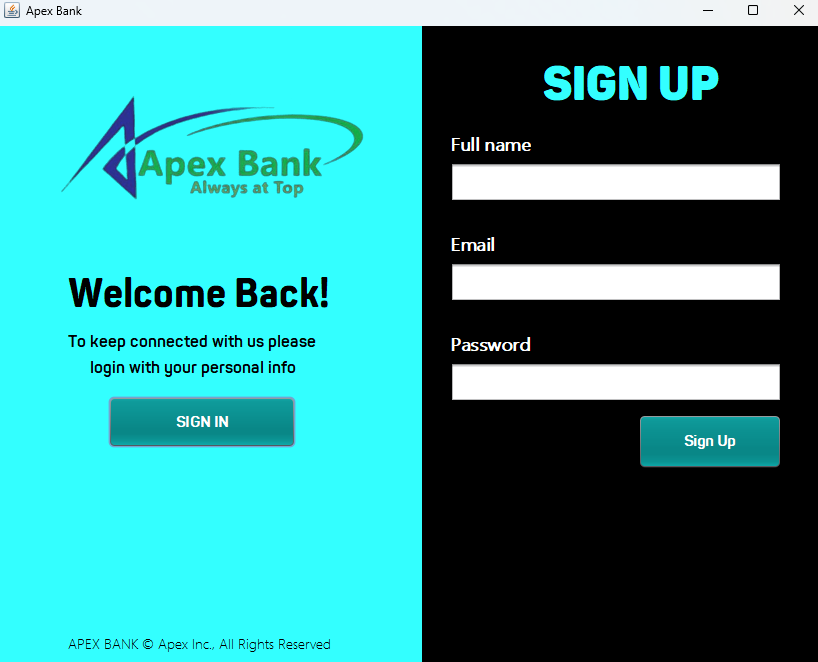 Apex Bank
Apex Bank
Always at Top
Welcome Back!
To keep connected with us please
login with your personal info
SIGN IN
APEX BANK © Apex Inc., All Rights Reserved
SIGN UP
Full name
Email
Password
Sign Up